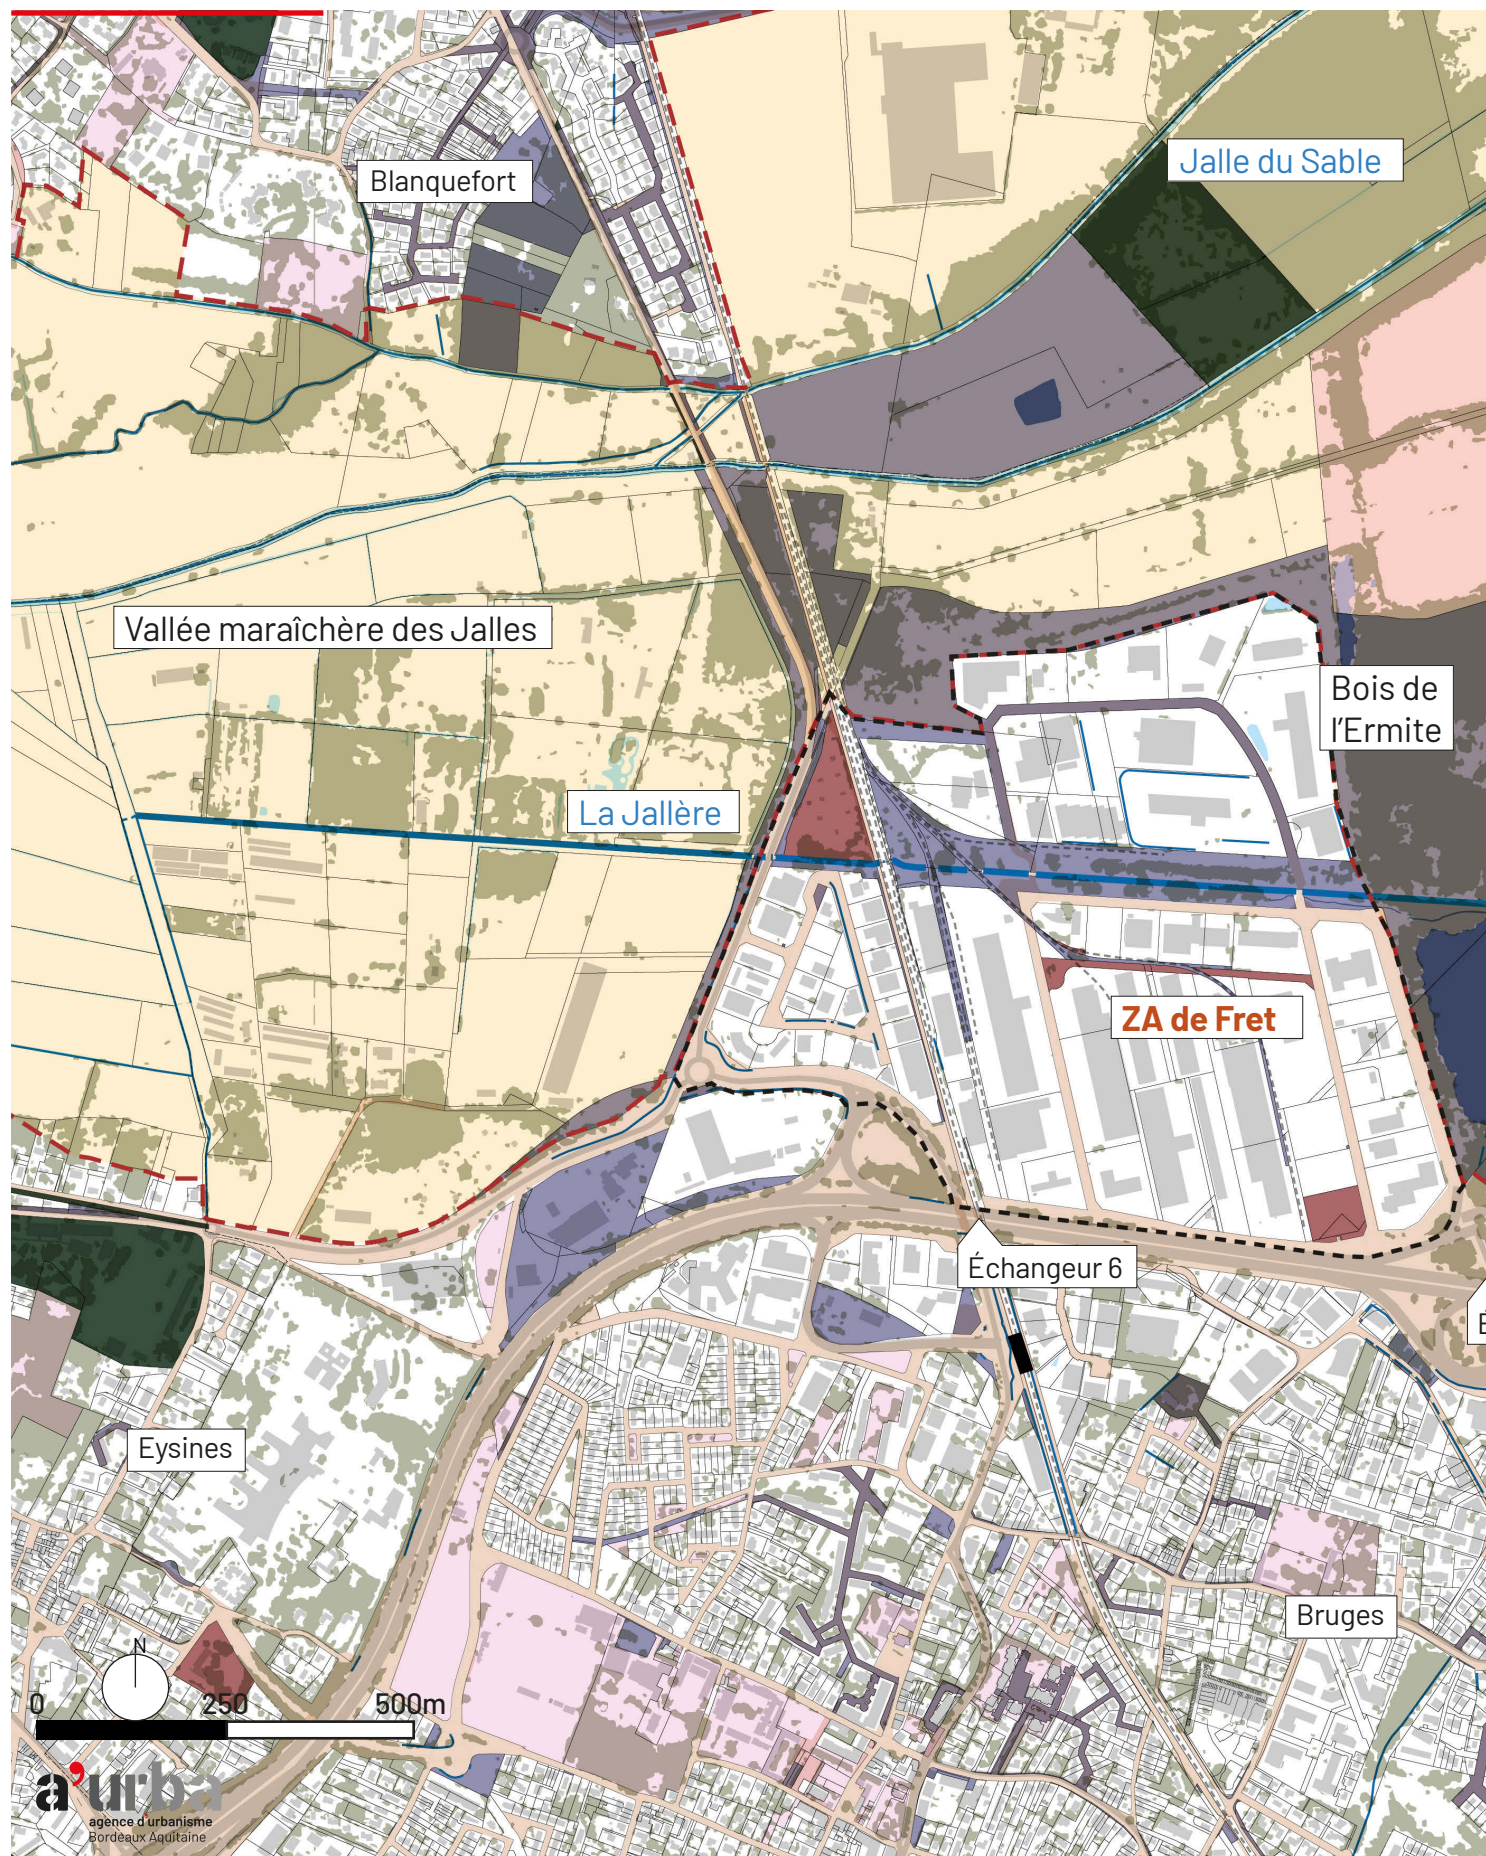 Jalle du Sable
Blanquefort
Vallée maraîchère des Jalles
Bois de
l'Ermite
La Jallère
ZA de Fret
Échangeur 6
É
Eysines
Bruges
N
0 250 500m
a'urba
agence d'urbanisme
Bordeaux Aquitaine